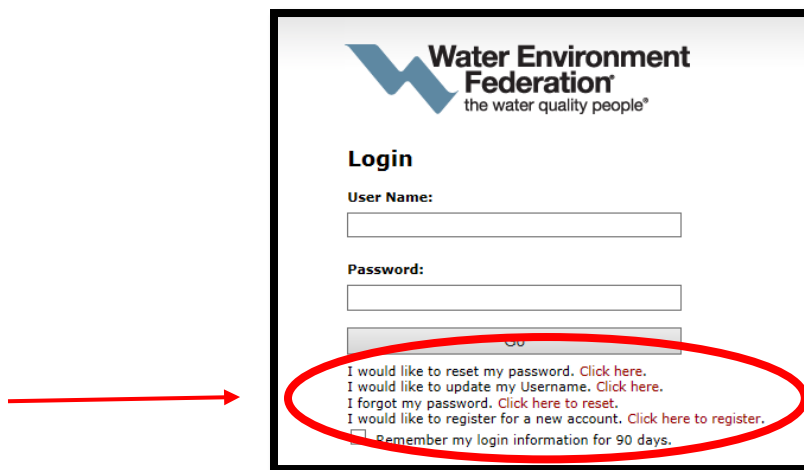 Water Environment
Federation®
the water quality people®
Login
User Name:
Password:
Go
I would like to reset my password. Click here.
I would like to update my Username. Click here.
I forgot my password. Click here to reset.
I would like to register for a new account. Click here to register.
Remember my login information for 90 days.